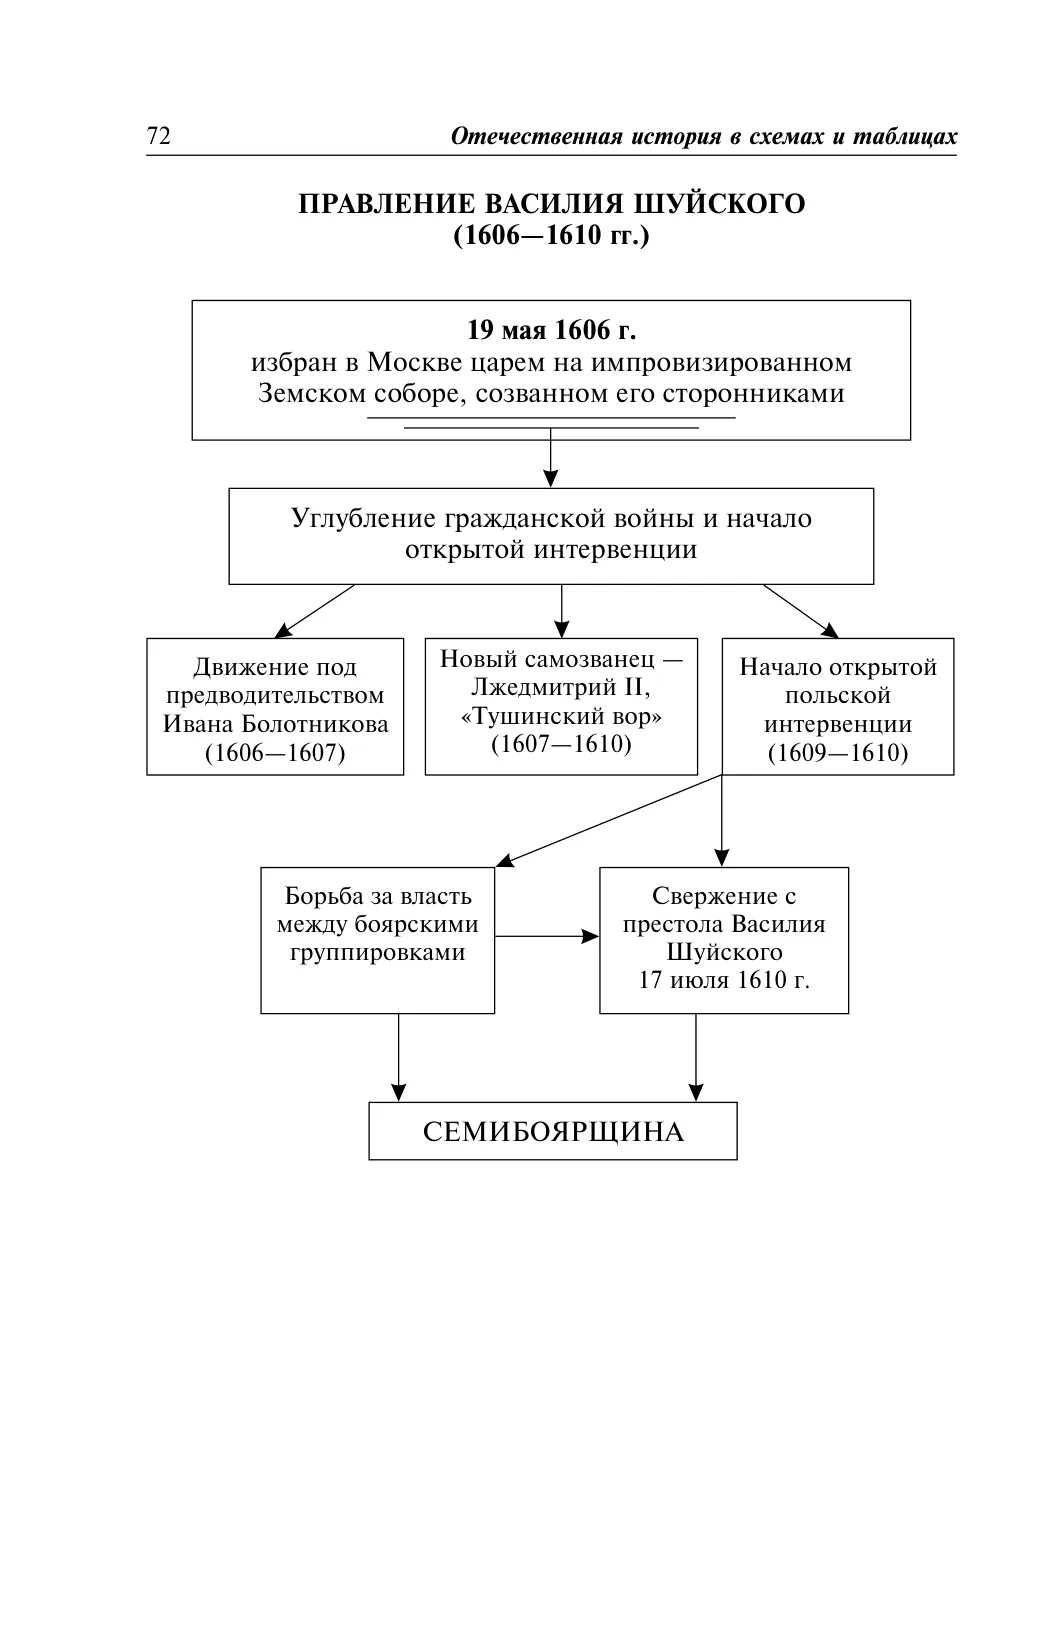 72
Отечественная история в схемах и таблицах
ПРАВЛЕНИЕ ВАСИЛИЯ ШУЙСКОГО
(1606—1610 гг.)
19 мая 1606 г.
избран в Москве царем на импровизированном
Земском соборе, созванном его сторонниками
Углубление гражданской войны и начало
открытой интервенции
Движение под
предводительством
Ивана Болотникова
(1606—1607)
Новый самозванец —
Лжедмитрий II,
«Тушинский вор»
(1607—1610)
Начало открытой
польской
интервенции
(1609—1610)
Борьба за власть
между боярскими
группировками
Свержение с
престола Василия
Шуйского
17 июля 1610 г.
СЕМИБОЯРЩИНА